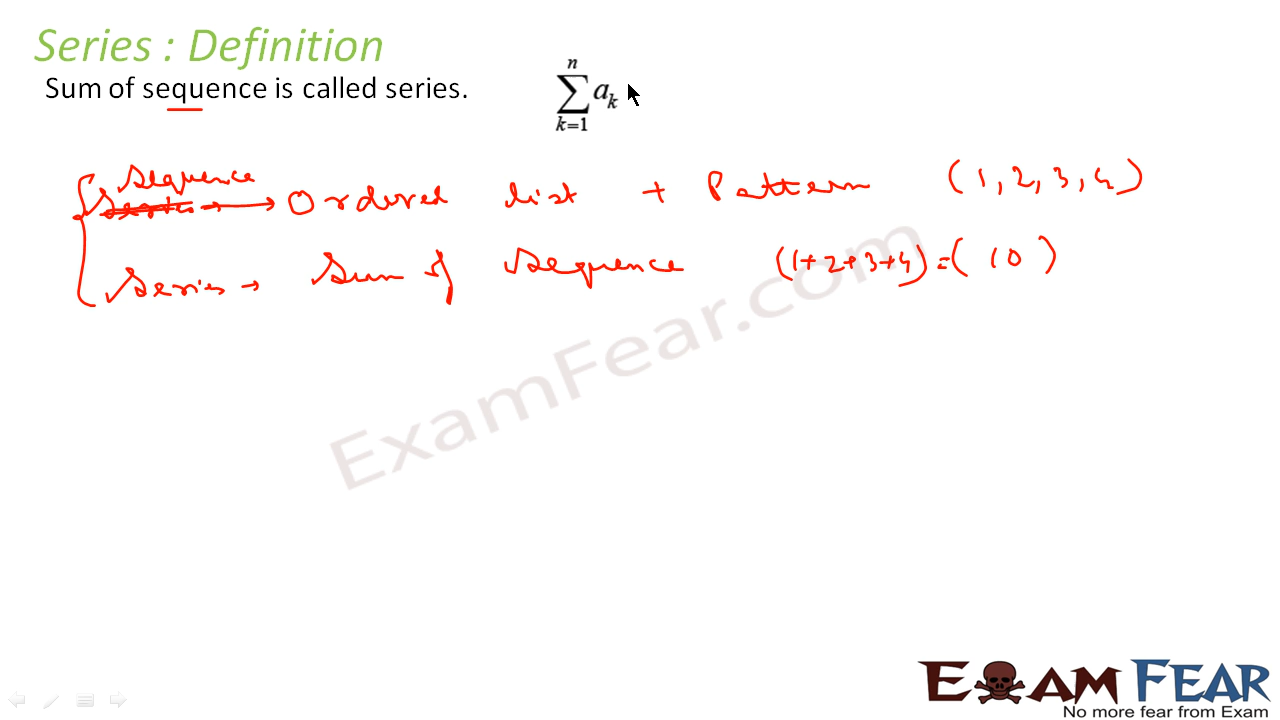 Series : Definition
Sum of sequence is called series.
n
∑ a_k
k=1
Sequence
Series → Ordered list + Pattern (1, 2, 3, 4)
Series → Sum of Sequence (1+2+3+4) = (10)
ExamFear.com
EXAM FEAR
No more fear from Exam